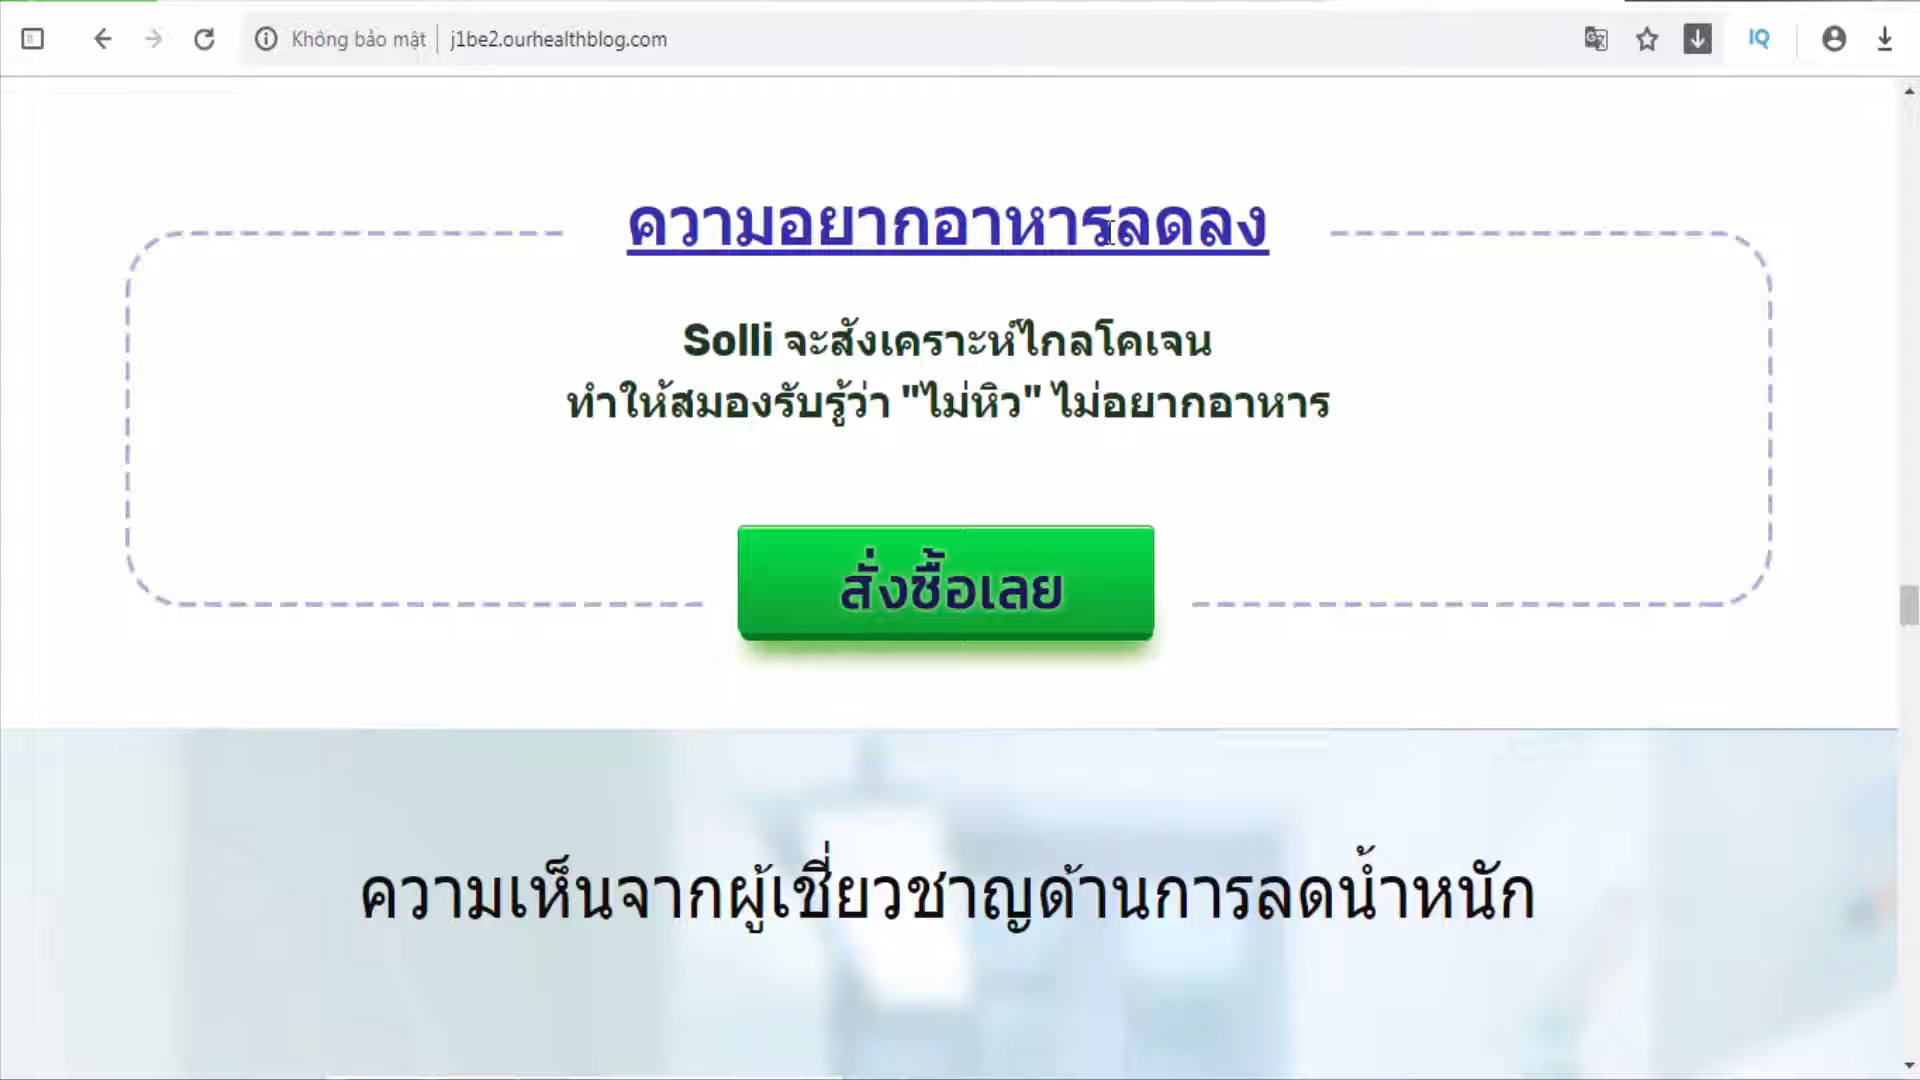 Không bảo mật
j1be2.ourhealthblog.com
IQ
ความอยากอาหารลดลง
Solli จะสังเคราะห์ไกลโคเจน
ทำให้สมองรับรู้ว่า "ไม่หิว" ไม่อยากอาหาร
สั่งซื้อเลย
ความเห็นจากผู้เชี่ยวชาญด้านการลดน้ำหนัก